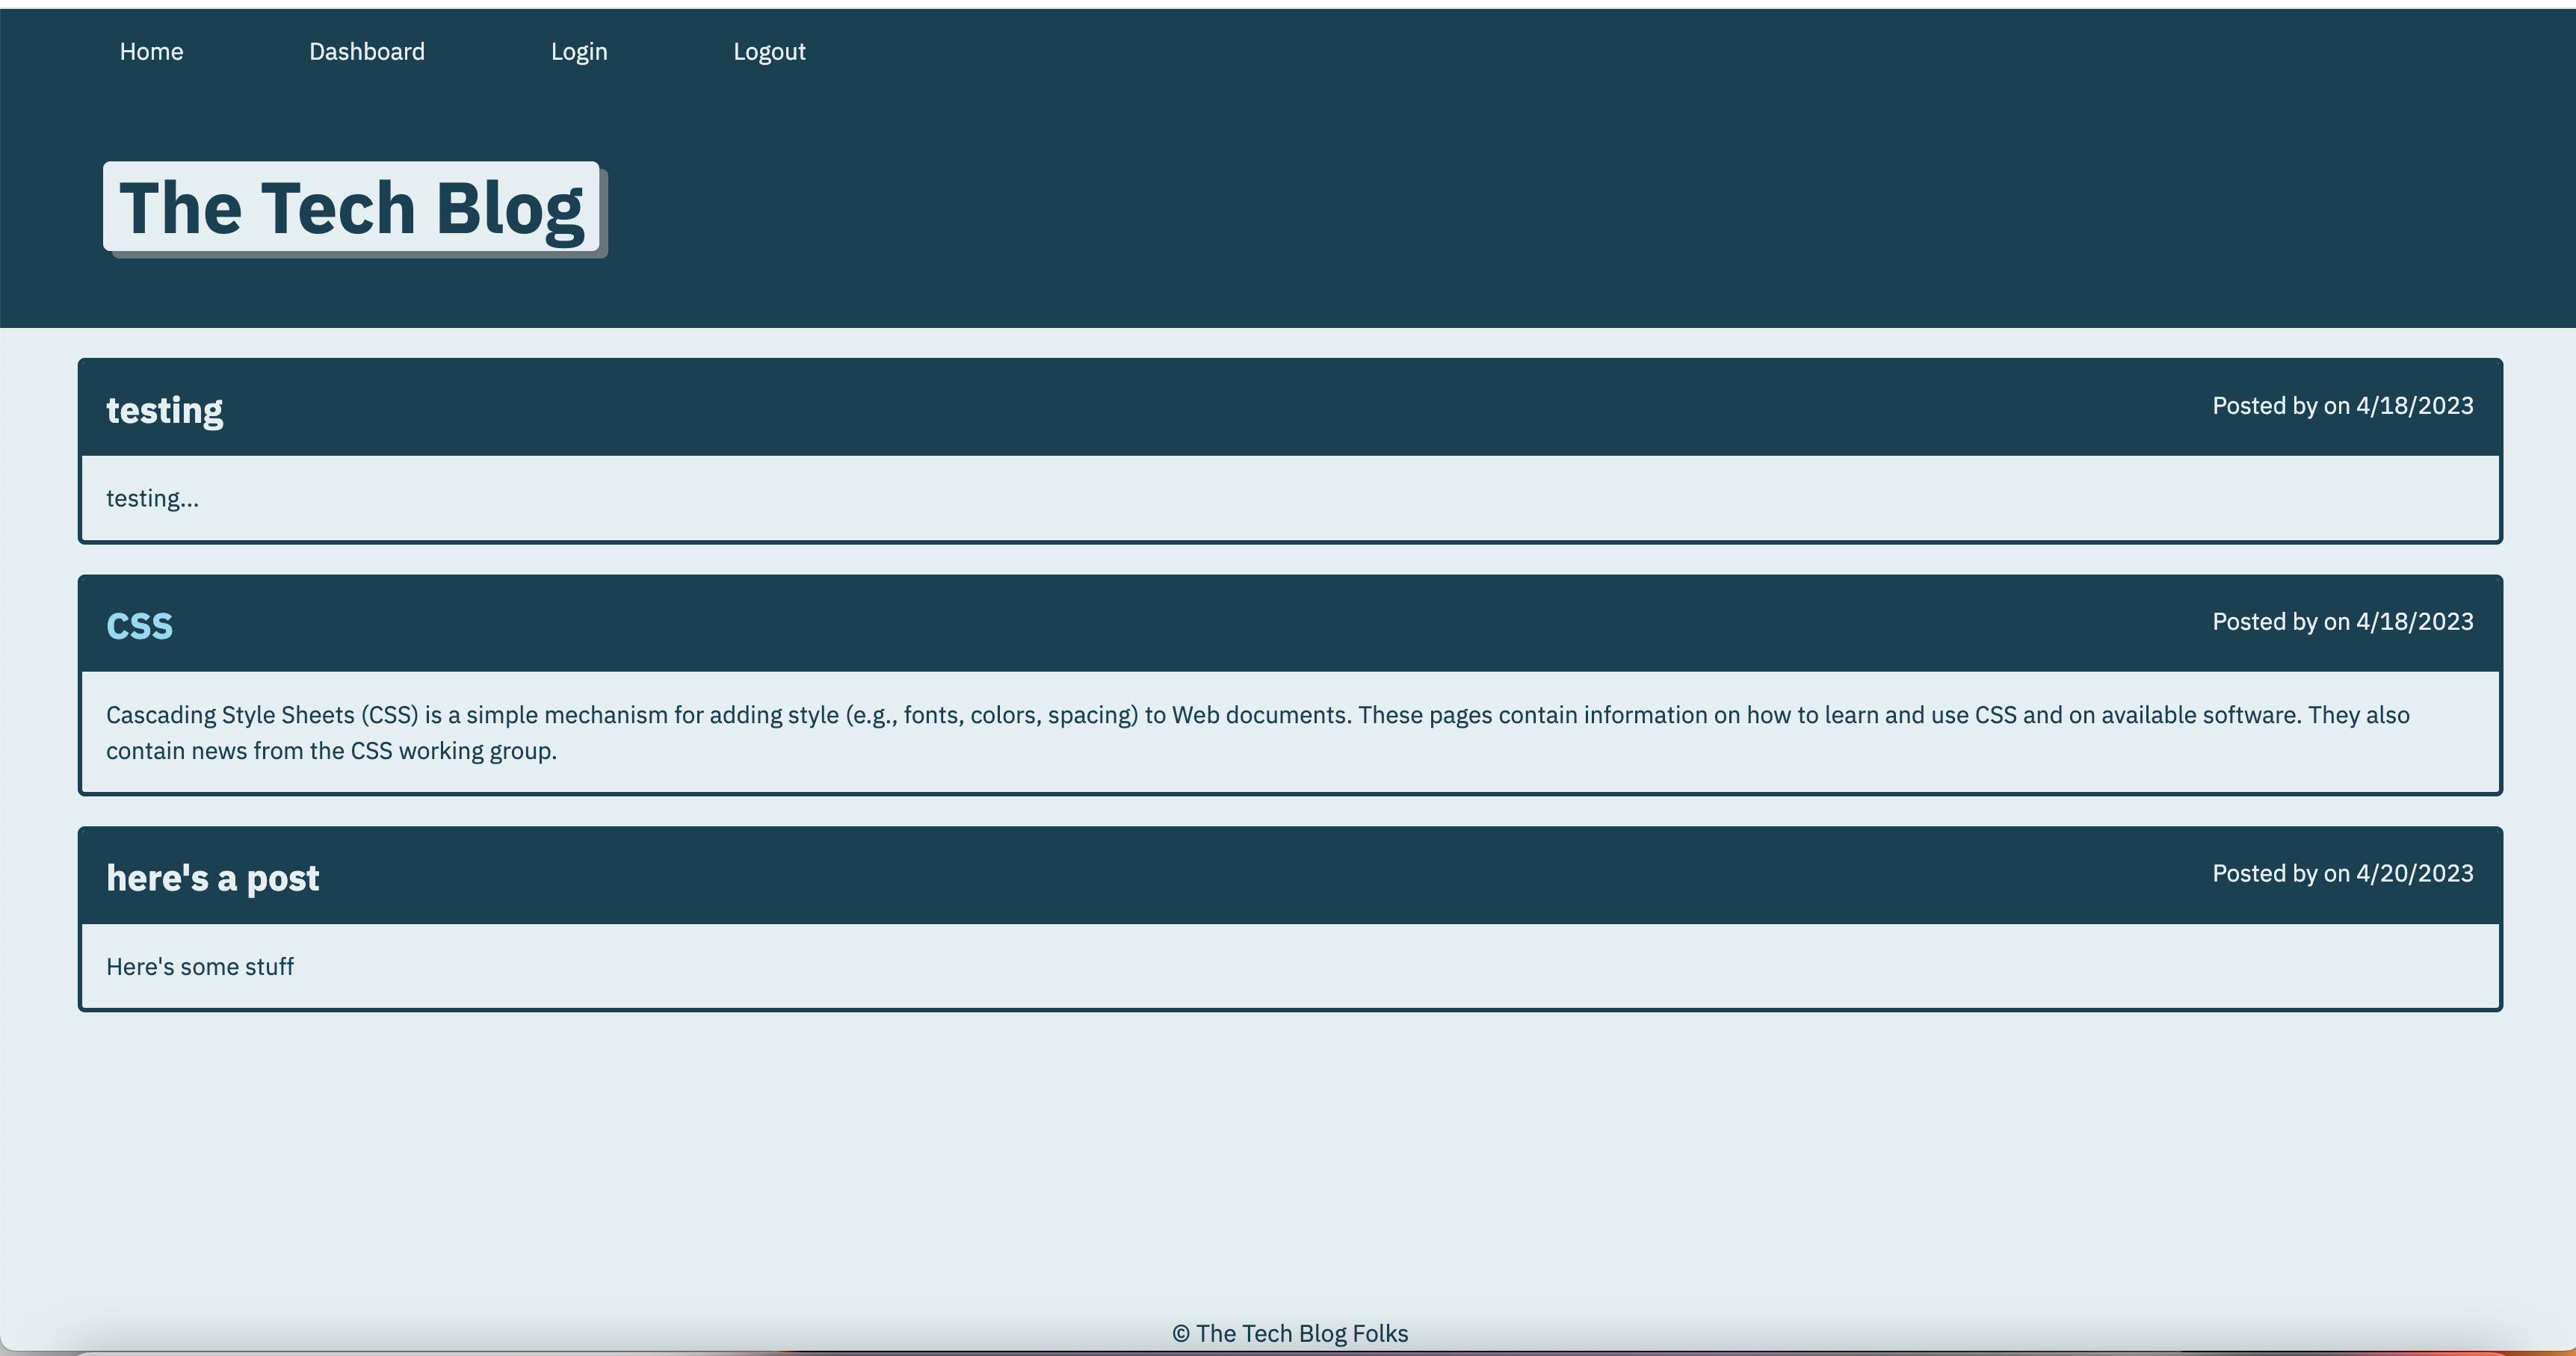 Home Dashboard Login Logout
The Tech Blog
testing Posted by on 4/18/2023
testing...
CSS Posted by on 4/18/2023
Cascading Style Sheets (CSS) is a simple mechanism for adding style (e.g., fonts, colors, spacing) to Web documents. These pages contain information on how to learn and use CSS and on available software. They also
contain news from the CSS working group.
here's a post Posted by on 4/20/2023
Here's some stuff
© The Tech Blog Folks